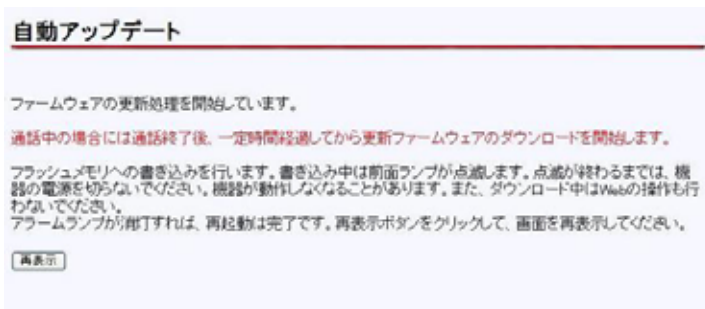 自動アップデート
ファームウェアの更新処理を開始しています。
通話中の場合には通話終了後、一定時間経過してから更新ファームウェアのダウンロードを開始します。
フラッシュメモリへの書き込みを行います。書き込み中は前面ランプが点滅します。点滅が終わるまでは、機
器の電源を切らないでください。機器が動作しなくなることがあります。また、ダウンロード中はWebの操作も行
わないでください。
アラームランプが消灯すれば、再起動は完了です。再表示ボタンをクリックして、画面を再表示してください。
再表示